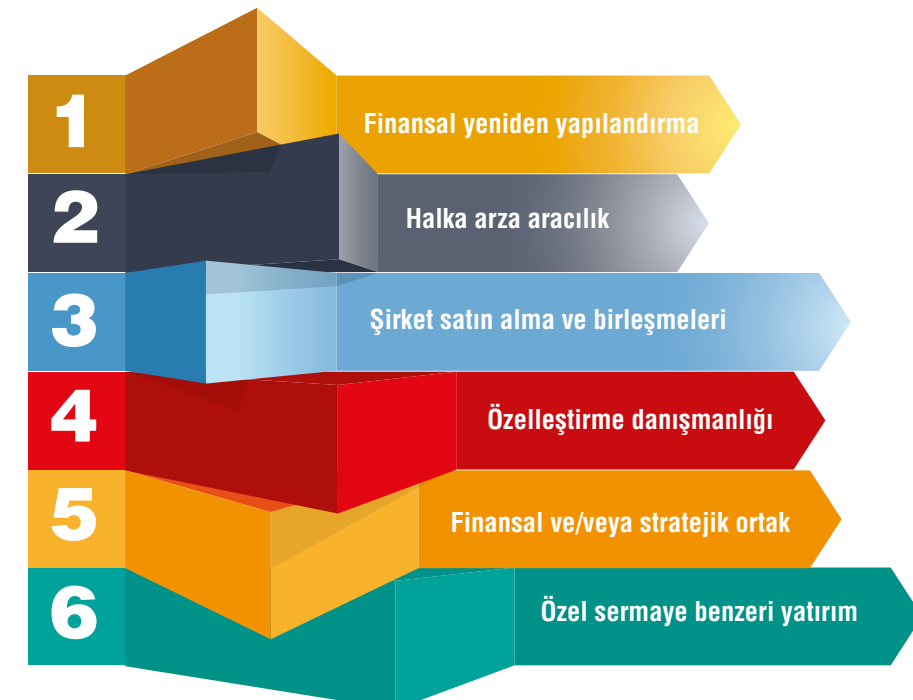 1
Finansal yeniden yapılandırma
2
Halka arza aracılık
3
Şirket satın alma ve birleşmeleri
4
Özelleştirme danışmanlığı
5
Finansal ve/veya stratejik ortak
6
Özel sermaye benzeri yatırım